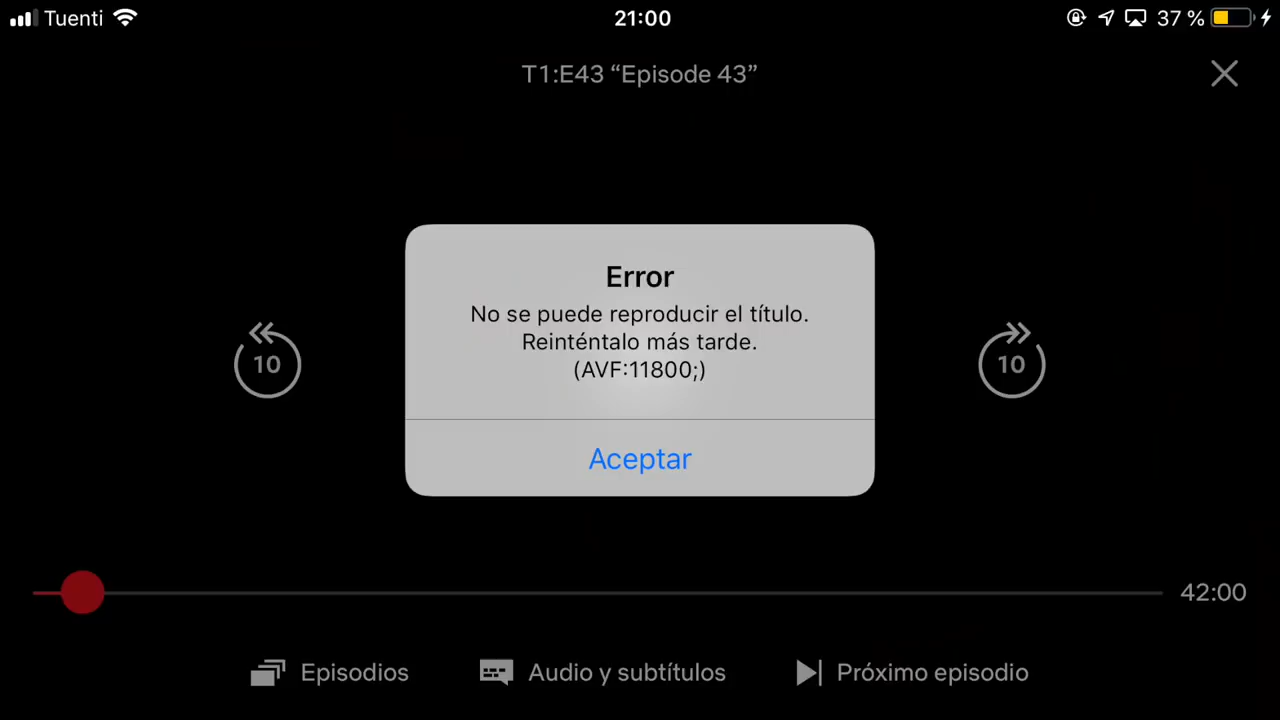 Tuenti 21:00 37 %
T1:E43 “Episode 43”
Error
No se puede reproducir el título.
Reinténtalo más tarde.
(AVF:11800;)
10 10
Aceptar
42:00
Episodios Audio y subtítulos Próximo episodio